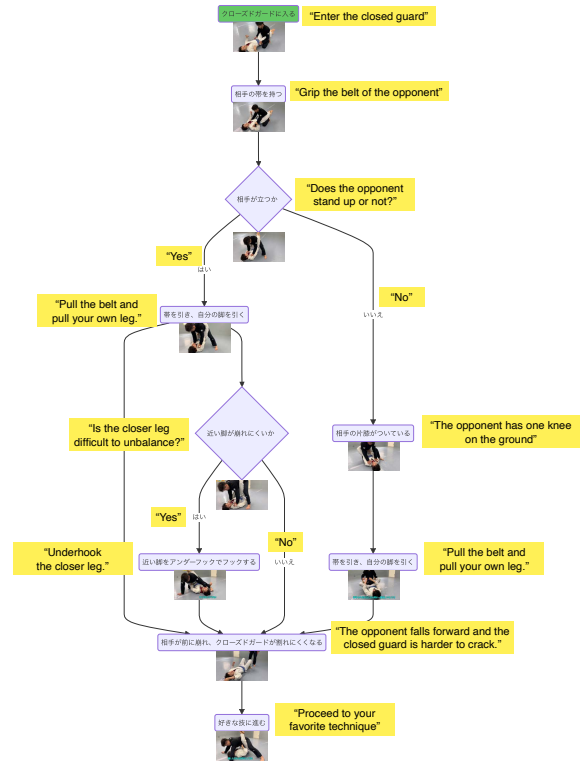 クローズドガードに入る
“Enter the closed guard”
相手の帯を持つ
“Grip the belt of the opponent”
相手が立つか
“Does the opponent
stand up or not?”
“Yes”
はい
“No”
いいえ
“Pull the belt and
pull your own leg.”
帯を引き、自分の脚を引く
“Is the closer leg
difficult to unbalance?”
近い脚が崩れにくいか
相手の片膝がついている
“The opponent has one knee
on the ground”
“Yes”
はい
“No”
いいえ
“Underhook
the closer leg.”
近い脚をアンダーフックでフックする
帯を引き、自分の脚を引く
“Pull the belt and
pull your own leg.”
相手が前に崩れ、クローズドガードが割れにくくなる
“The opponent falls forward and the
closed guard is harder to crack.”
好きな技に進む
“Proceed to your
favorite technique”